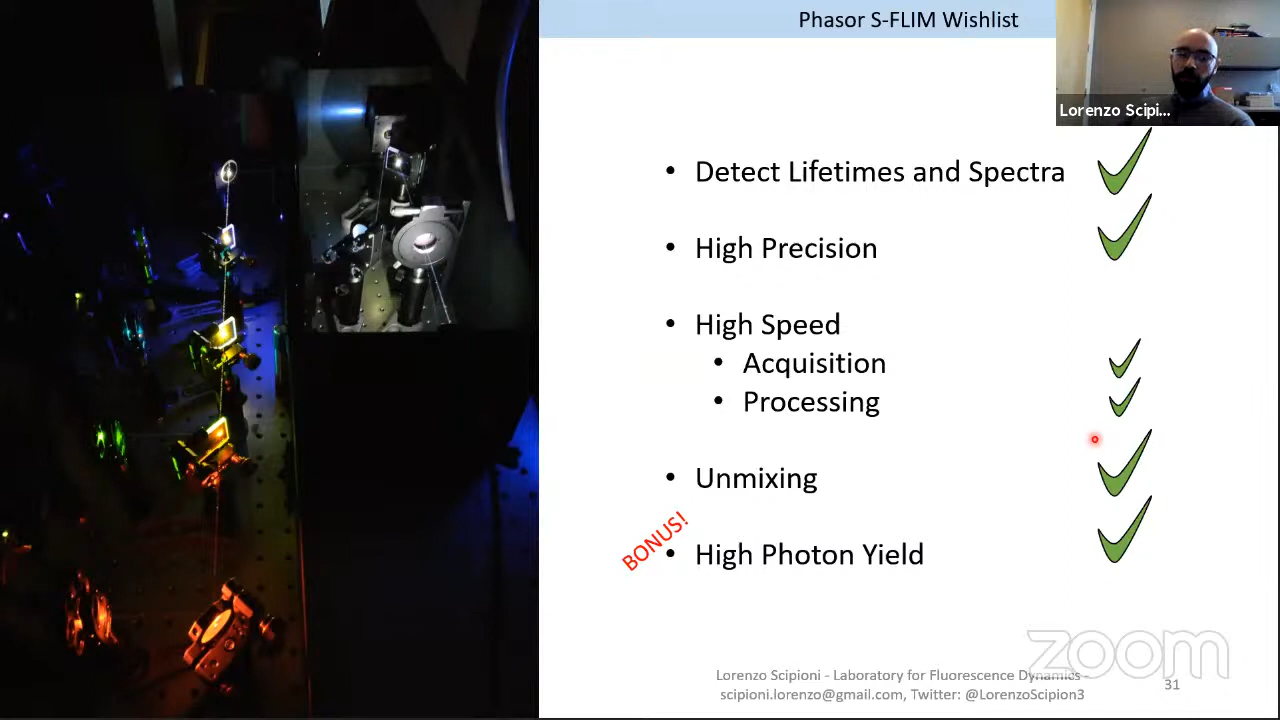 Phasor S-FLIM Wishlist
Lorenzo Scipi...
• Detect Lifetimes and Spectra
• High Precision
• High Speed
• Acquisition
• Processing
• Unmixing
BONUS!
• High Photon Yield
zoom
Lorenzo Scipioni - Laboratory for Fluorescence Dynamics -
scipioni.lorenzo@gmail.com, Twitter: @LorenzoScipion3
31